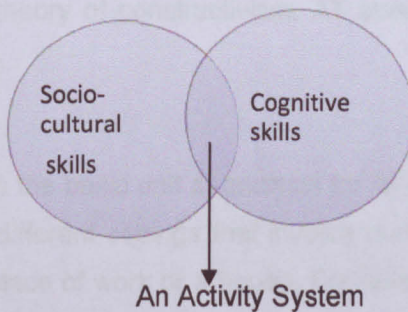 Socio-
cultural
skills
Cognitive
skills
An Activity System